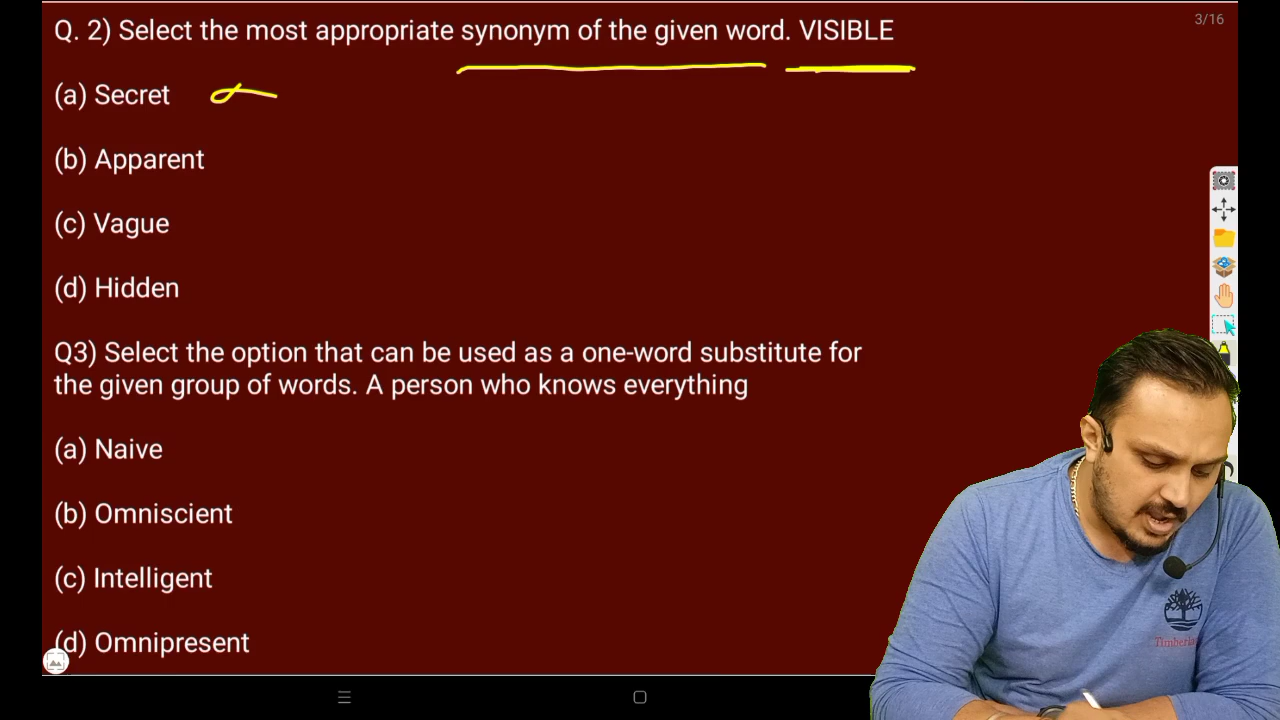 3/16
Q. 2) Select the most appropriate synonym of the given word. VISIBLE
(a) Secret
(b) Apparent
(c) Vague
(d) Hidden
Q3) Select the option that can be used as a one-word substitute for
the given group of words. A person who knows everything
(a) Naive
(b) Omniscient
(c) Intelligent
(d) Omnipresent